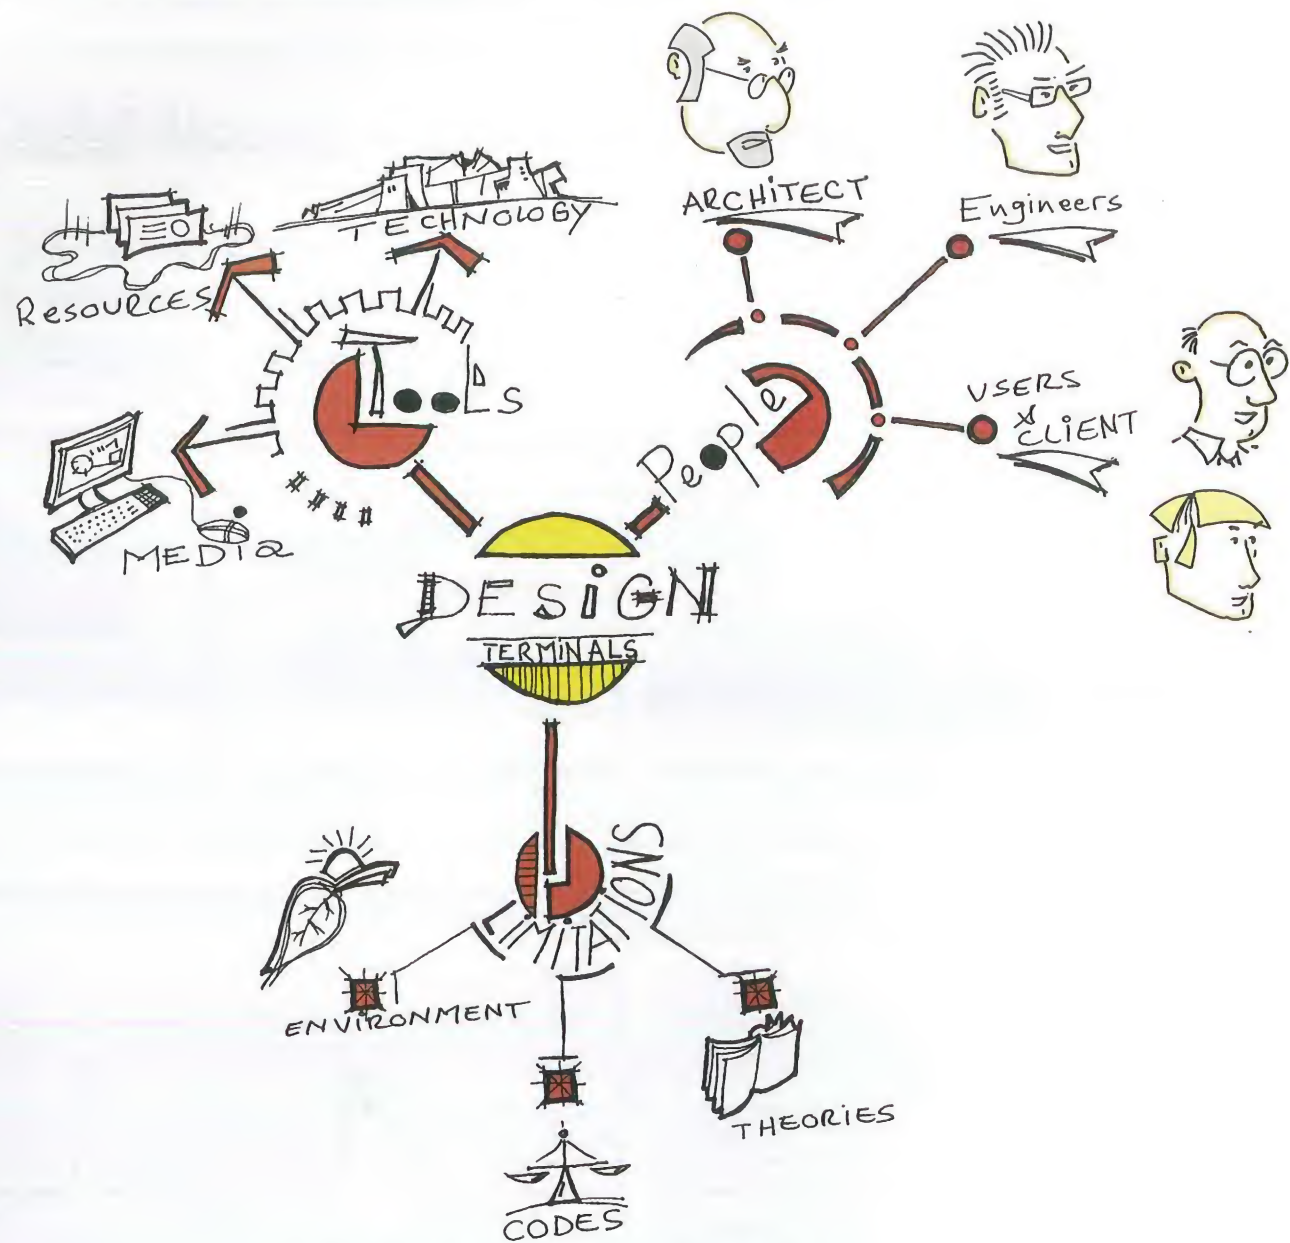 ARCHiTECT
Engineers
TECHNOLOGY
ResOURCES
TooLS
People
USERS
&
CLiENT
MEDia
DESiGN
TERMiNALS
LiMiTATiONS
ENViRONMENT
THEORiES
CODES